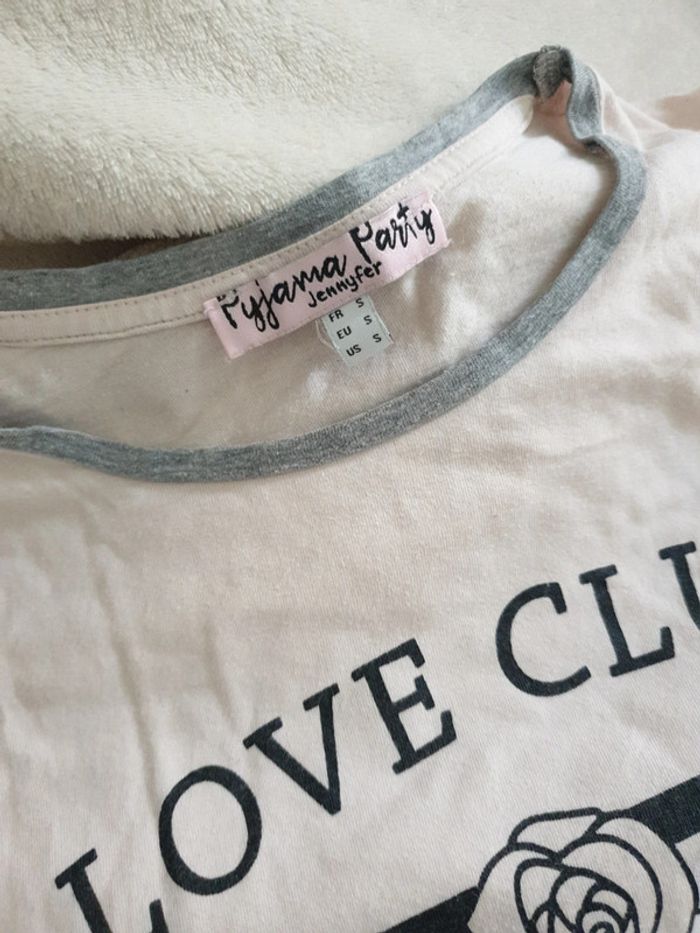 Pyjama Party
Jennyfer
FR S
EU S
US S
LOVE CLU